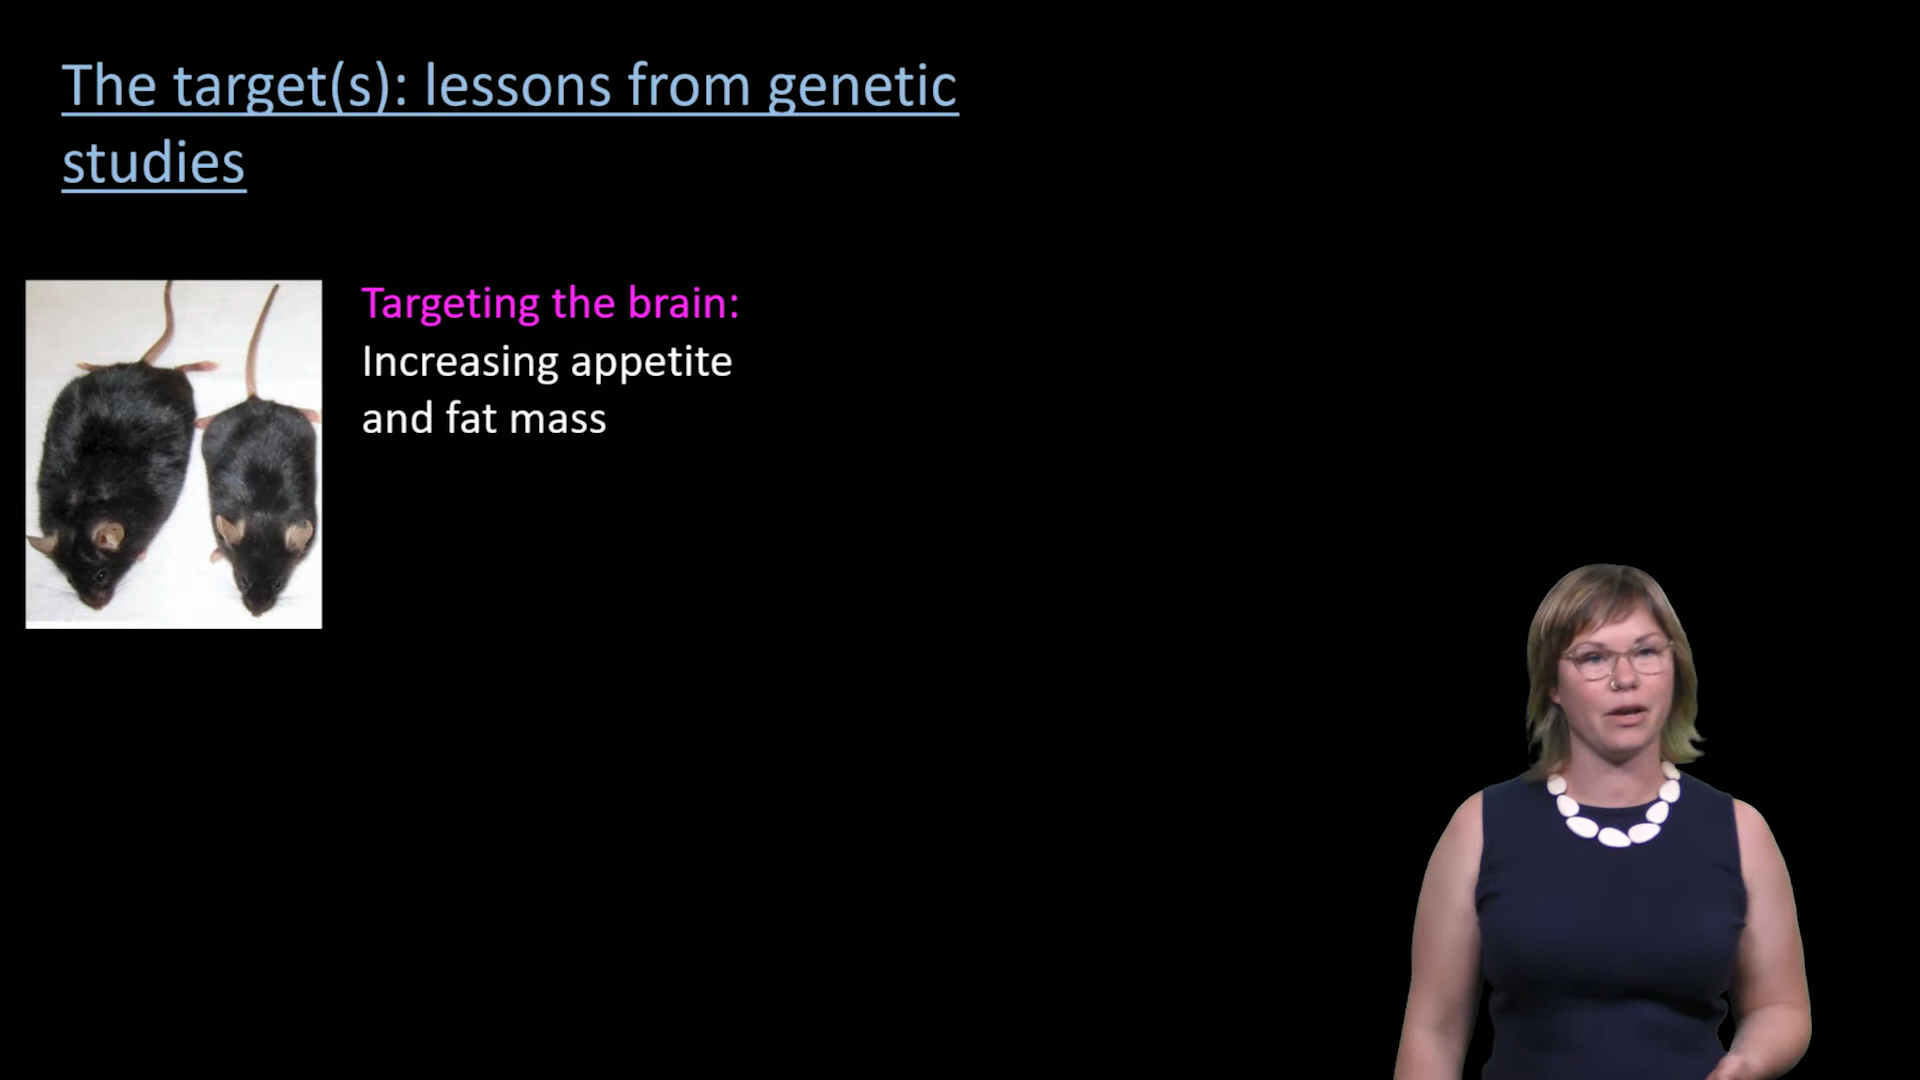 The target(s): lessons from genetic
studies
Targeting the brain:
Increasing appetite
and fat mass